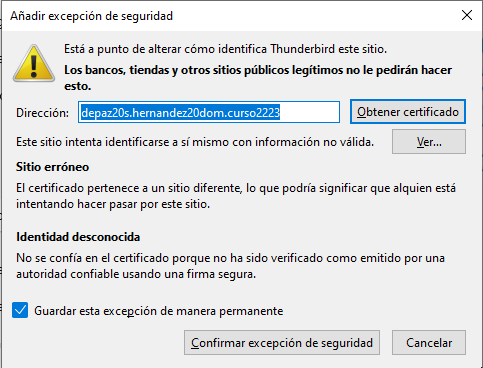 Añadir excepción de seguridad
Está a punto de alterar cómo identifica Thunderbird este sitio.
Los bancos, tiendas y otros sitios públicos legítimos no le pedirán hacer
esto.
Dirección: depaz20s.hernandez20dom.curso2223 Obtener certificado
Este sitio intenta identificarse a sí mismo con información no válida. Ver...
Sitio erróneo
El certificado pertenece a un sitio diferente, lo que podría significar que alguien está
intentando hacer pasar por este sitio.
Identidad desconocida
No se confía en el certificado porque no ha sido verificado como emitido por una
autoridad confiable usando una firma segura.
Guardar esta excepción de manera permanente
Confirmar excepción de seguridad Cancelar